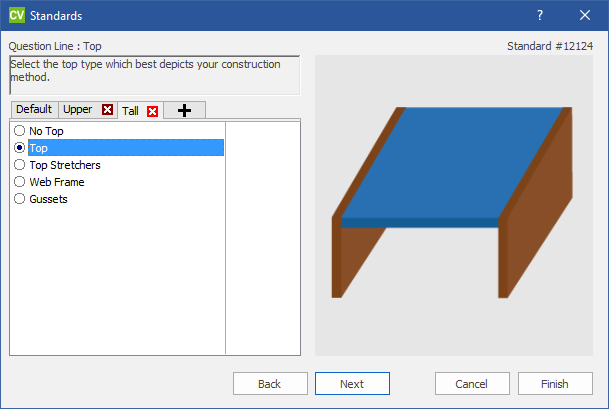 CV Standards
Question Line : Top
Standard #12124
Select the top type which best depicts your construction
method.
Default Upper Tall
No Top
Top
Top Stretchers
Web Frame
Gussets
Back Next Cancel Finish